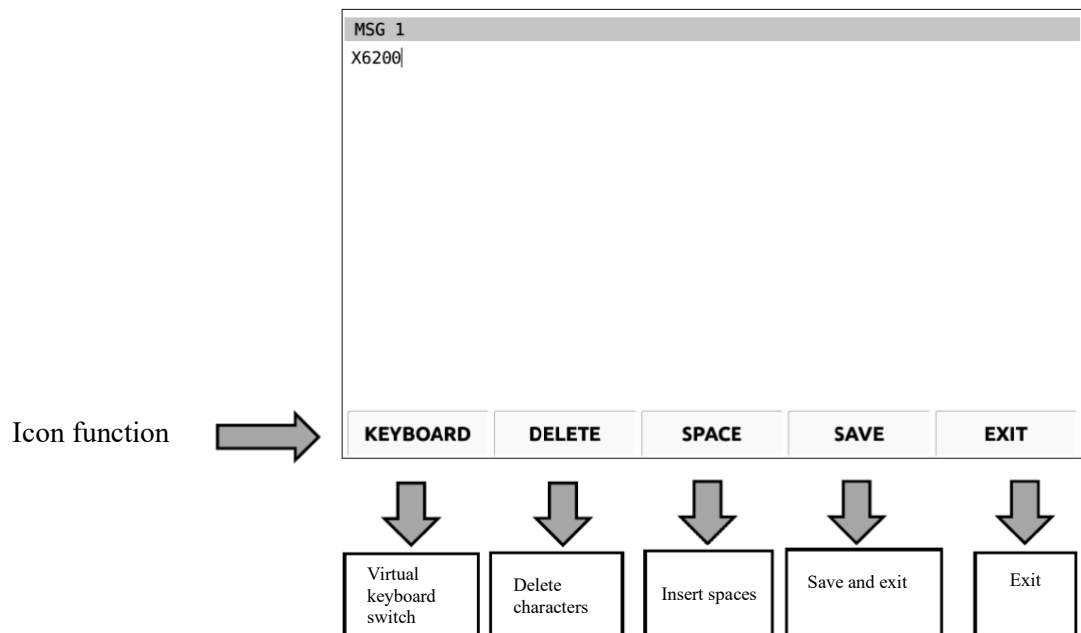 MSG 1
X6200
Icon function
KEYBOARD DELETE SPACE SAVE EXIT
Virtual
keyboard
switch
Delete
characters
Insert spaces
Save and exit
Exit